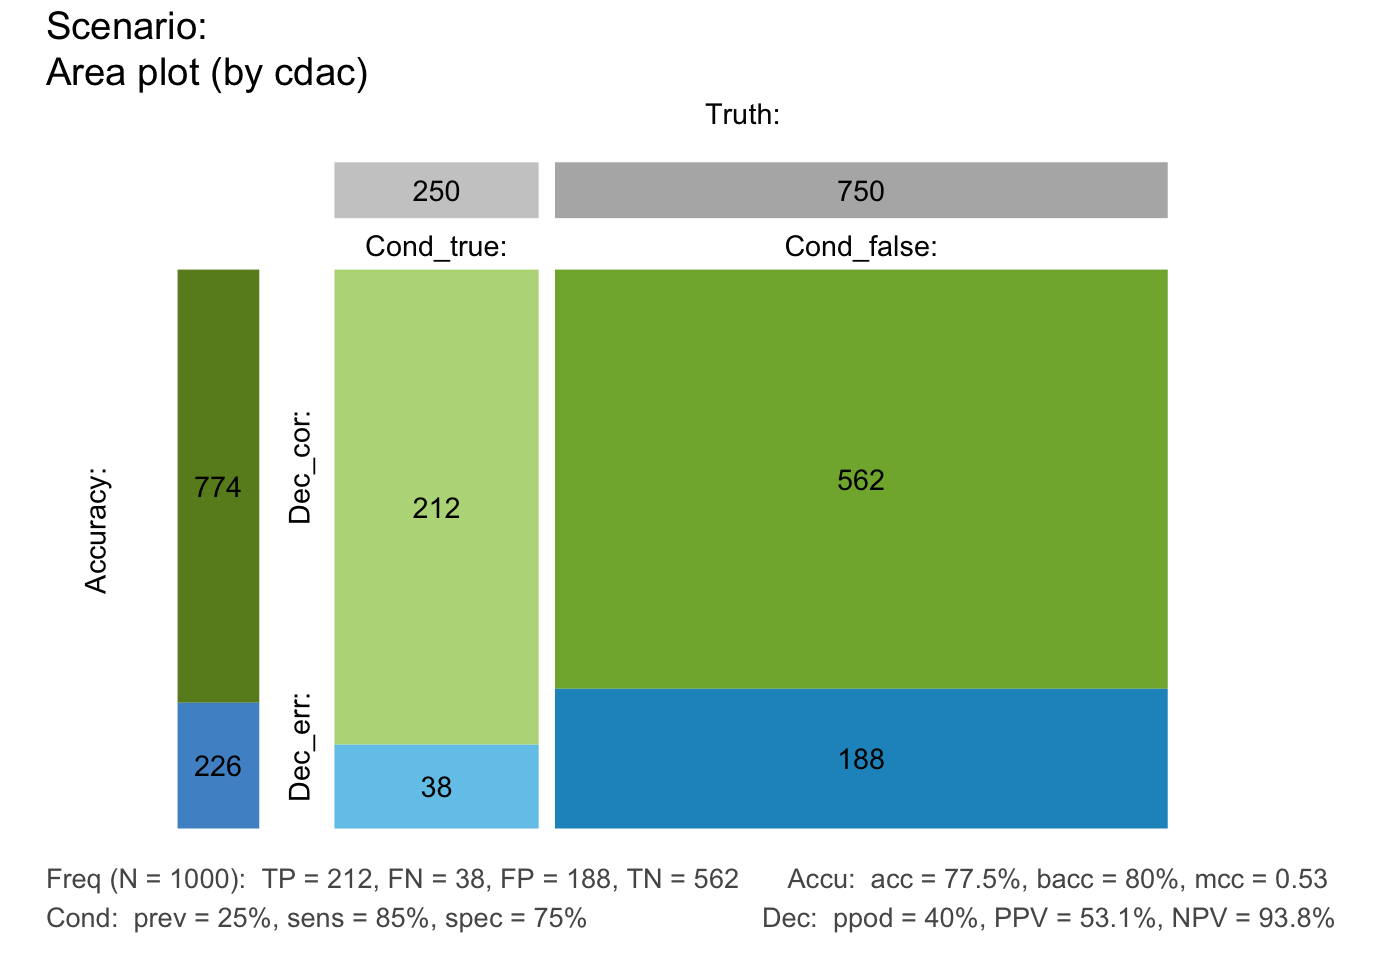 Scenario:
Area plot (by cdac)
Truth:
250
750
Cond_true:
Cond_false:
Accuracy:
774
226
Dec_cor:
Dec_err:
212
562
38
188
Freq (N = 1000):  TP = 212, FN = 38, FP = 188, TN = 562
Accu:  acc = 77.5%, bacc = 80%, mcc = 0.53
Cond:  prev = 25%, sens = 85%, spec = 75%
Dec:  ppod = 40%, PPV = 53.1%, NPV = 93.8%